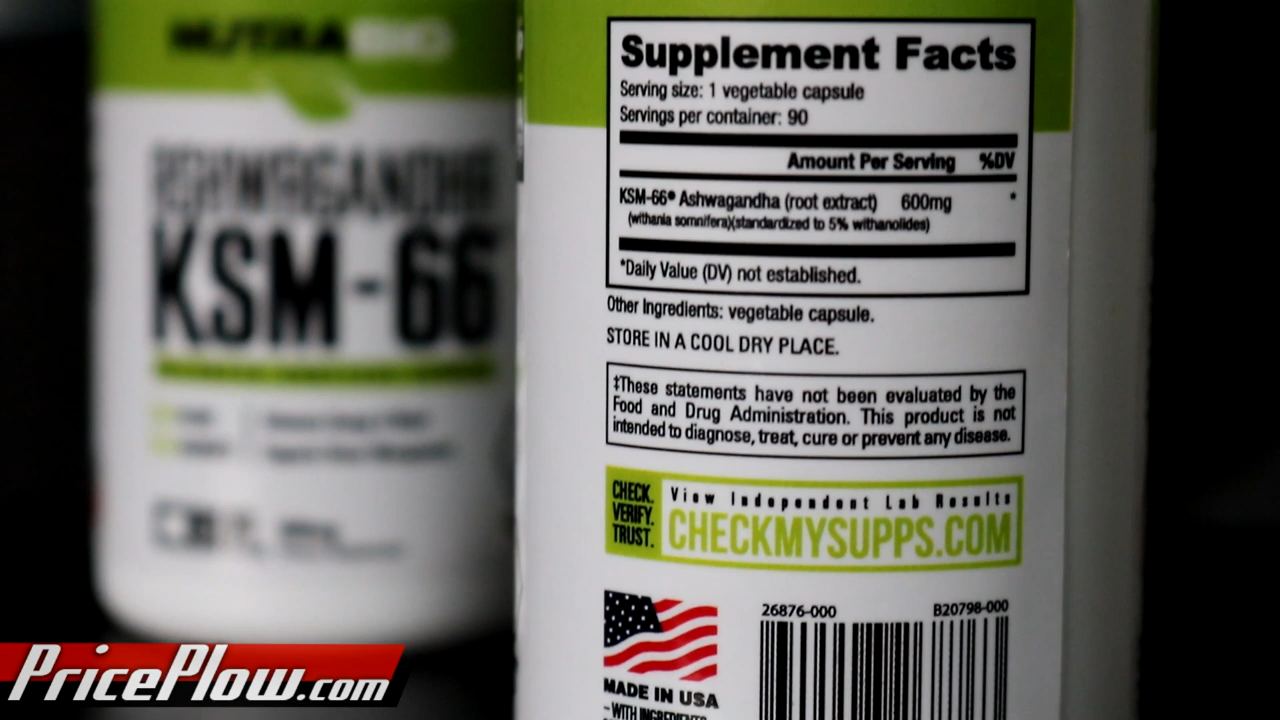 NUTRABIO
ASHWAGANDHA
KSM-66
Supplement Facts
Serving size: 1 vegetable capsule
Servings per container: 90
Amount Per Serving %DV
KSM-66® Ashwagandha (root extract) 600mg *
(withania somnifera)(standardized to 5% withanolides)
*Daily Value (DV) not established.
Other Ingredients: vegetable capsule.
STORE IN A COOL DRY PLACE.
‡These statements have not been evaluated by the
Food and Drug Administration. This product is not
intended to diagnose, treat, cure or prevent any disease.
CHECK.
VERIFY.
TRUST.
View Independent Lab Results
CHECKMYSUPPS.COM
26876-000 B20798-000
MADE IN USA
-WITH INGREDIENTS
PricePlow.com